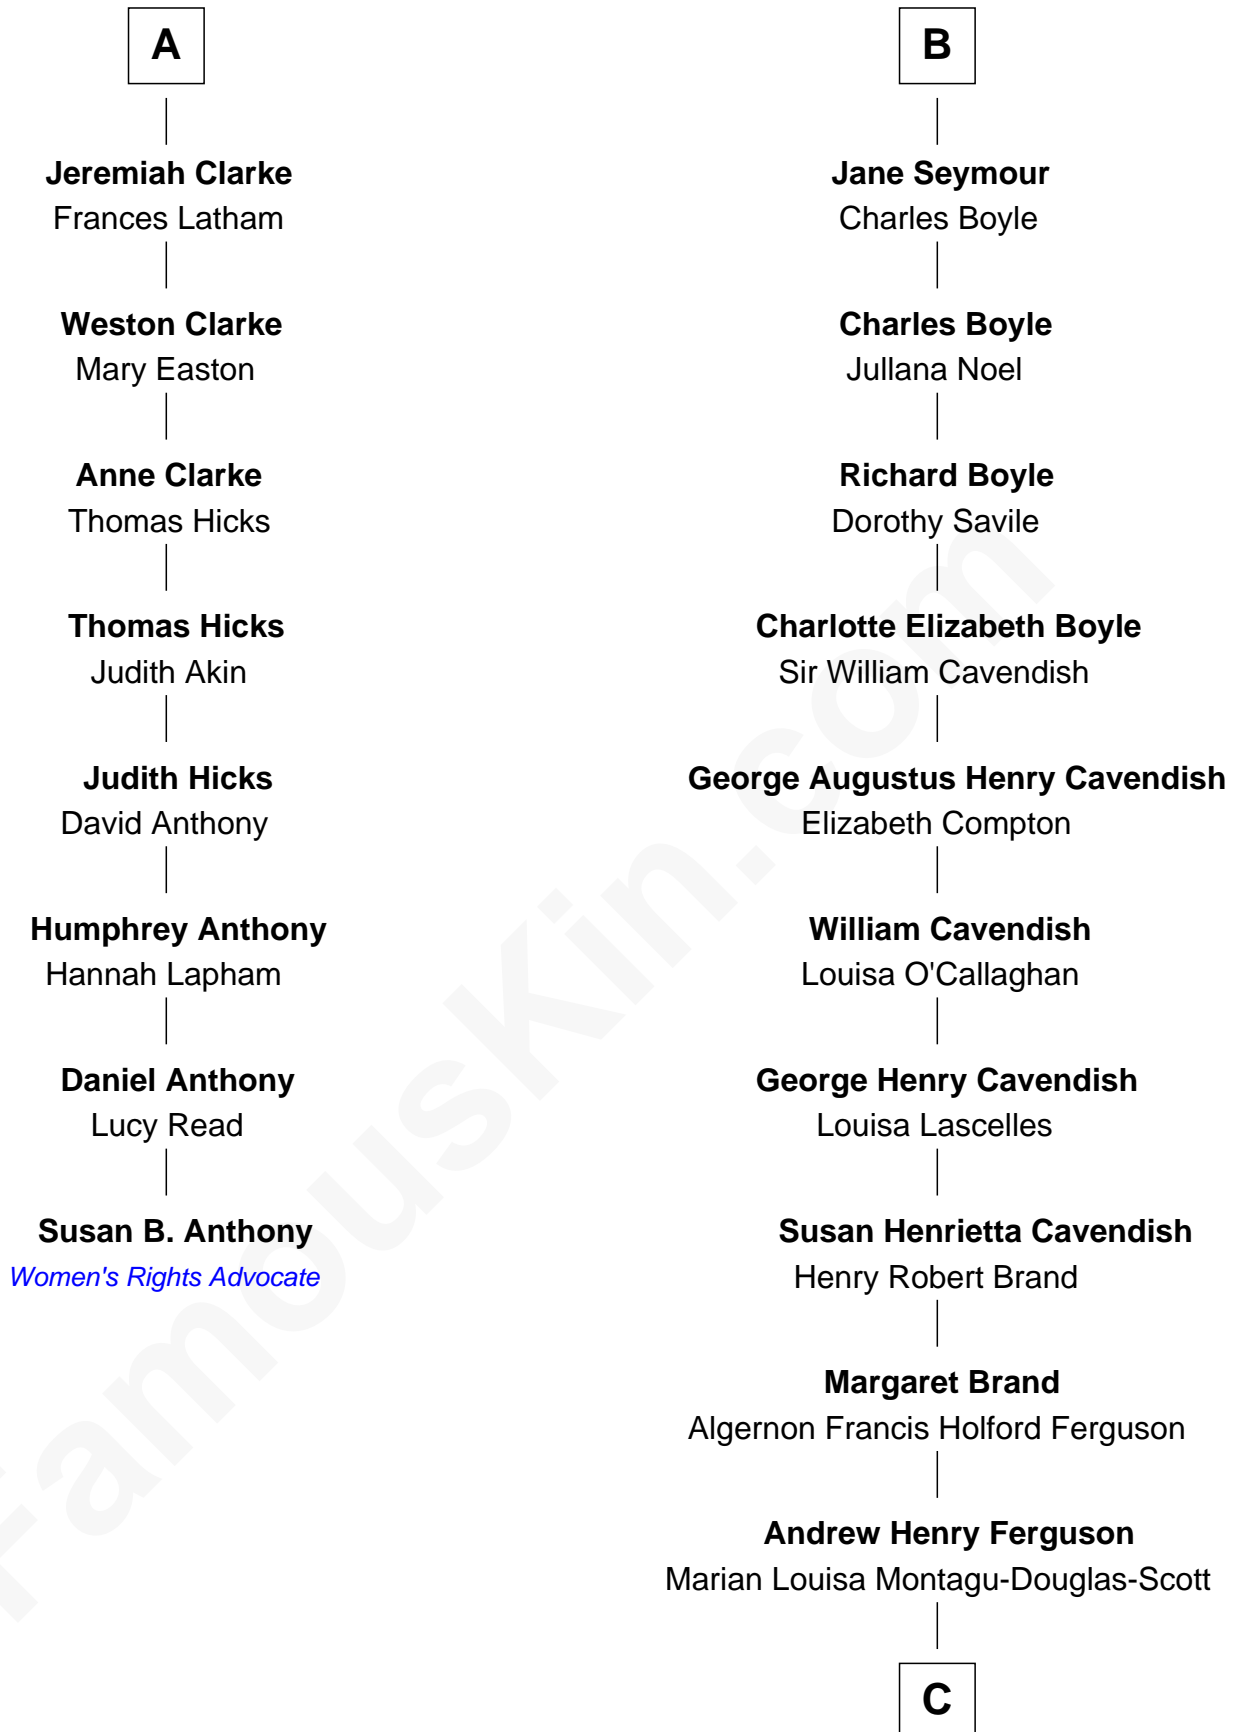 A
Jeremiah Clarke
Frances Latham
Weston Clarke
Mary Easton
Anne Clarke
Thomas Hicks
Thomas Hicks
Judith Akin
Judith Hicks
David Anthony
Humphrey Anthony
Hannah Lapham
Daniel Anthony
Lucy Read
Susan B. Anthony
Women's Rights Advocate
B
Jane Seymour
Charles Boyle
Charles Boyle
Jullana Noel
Richard Boyle
Dorothy Savile
Charlotte Elizabeth Boyle
Sir William Cavendish
George Augustus Henry Cavendish
Elizabeth Compton
William Cavendish
Louisa O'Callaghan
George Henry Cavendish
Louisa Lascelles
Susan Henrietta Cavendish
Henry Robert Brand
Margaret Brand
Algernon Francis Holford Ferguson
Andrew Henry Ferguson
Marian Louisa Montagu-Douglas-Scott
C
FamousKin.com